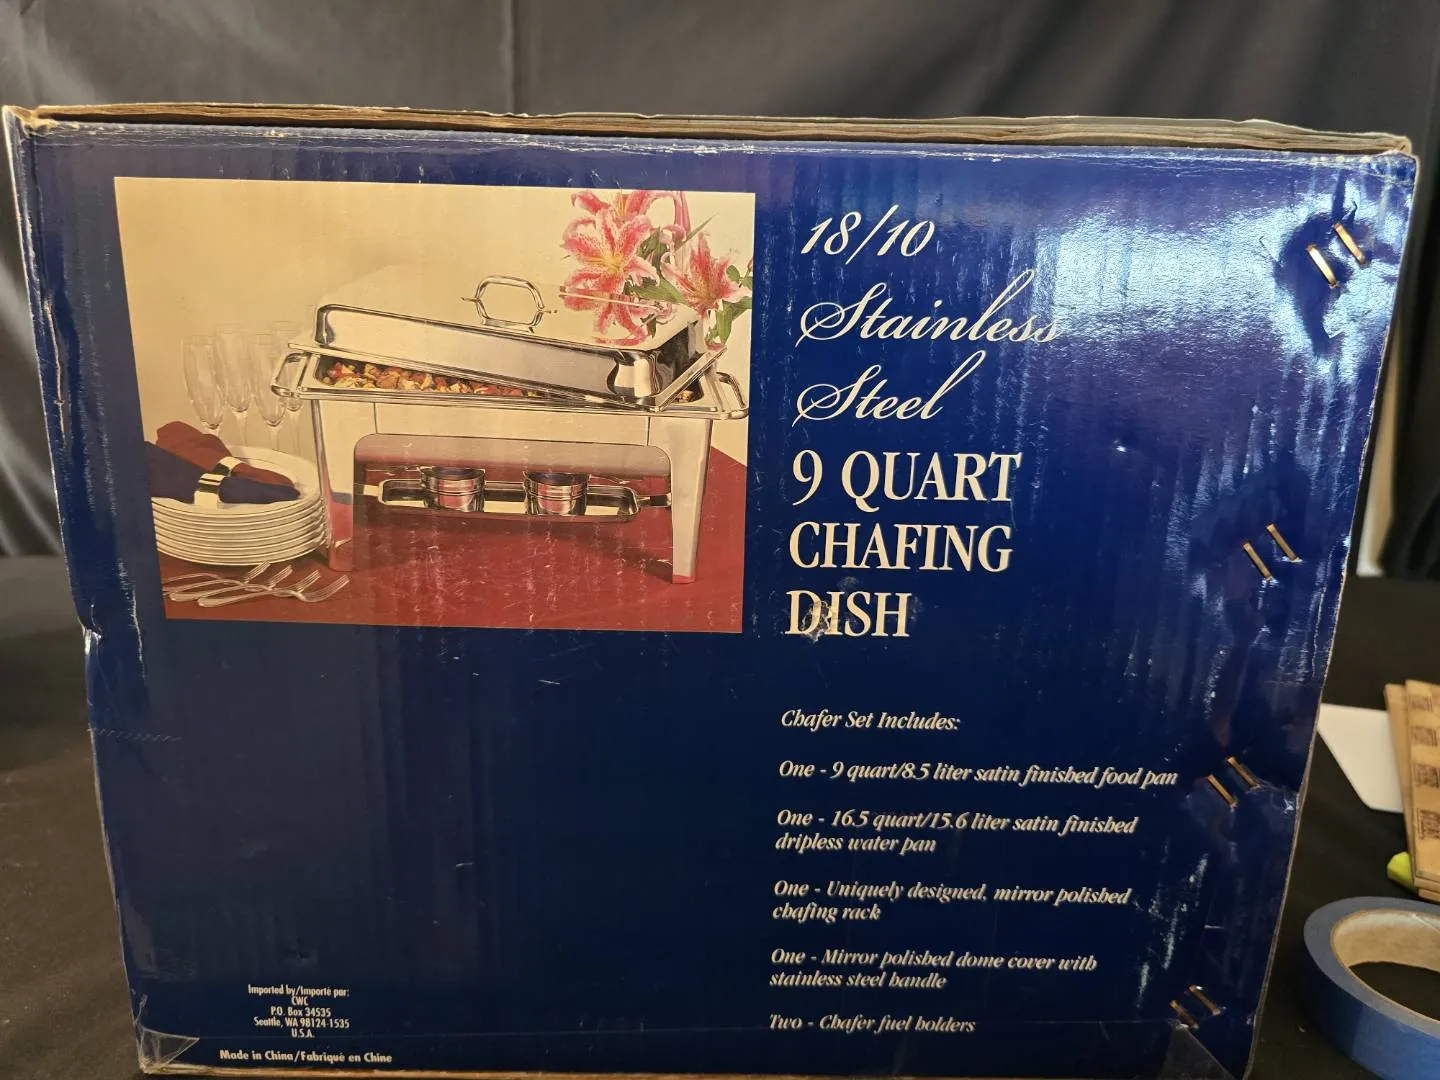 18/10
Stainless
Steel
9 QUART
CHAFING
DISH
Chafer Set Includes:
One - 9 quart/8.5 liter satin finished food pan
One - 16.5 quart/15.6 liter satin finished
dripless water pan
One - Uniquely designed, mirror polished
chafing rack
One - Mirror polished dome cover with
stainless steel handle
Two - Chafer fuel holders
Imported by/Importé par:
CWC
P.O. Box 34535
Seattle, WA 98124-1535
U.S.A.
Made in China/Fabriqué en Chine